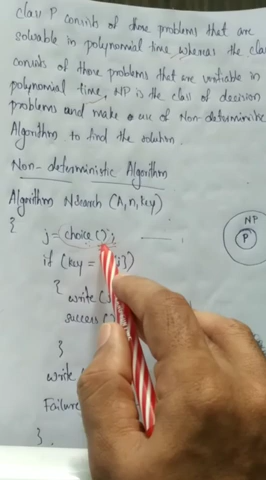 class P consists of those problems that are
solvable in polynomial time whereas the clas
consists of those problems that are verifiable in
polynomial time. NP is the class of decision
problems and make a use of Non-deterministic
Algorithm to find the solution.
Non-deterministic Algorithm
Algorithm Nsearch (A, n, key)
{
j = choice();
if (key =
{
write (
success()
}
write
Failure
}
NP
P